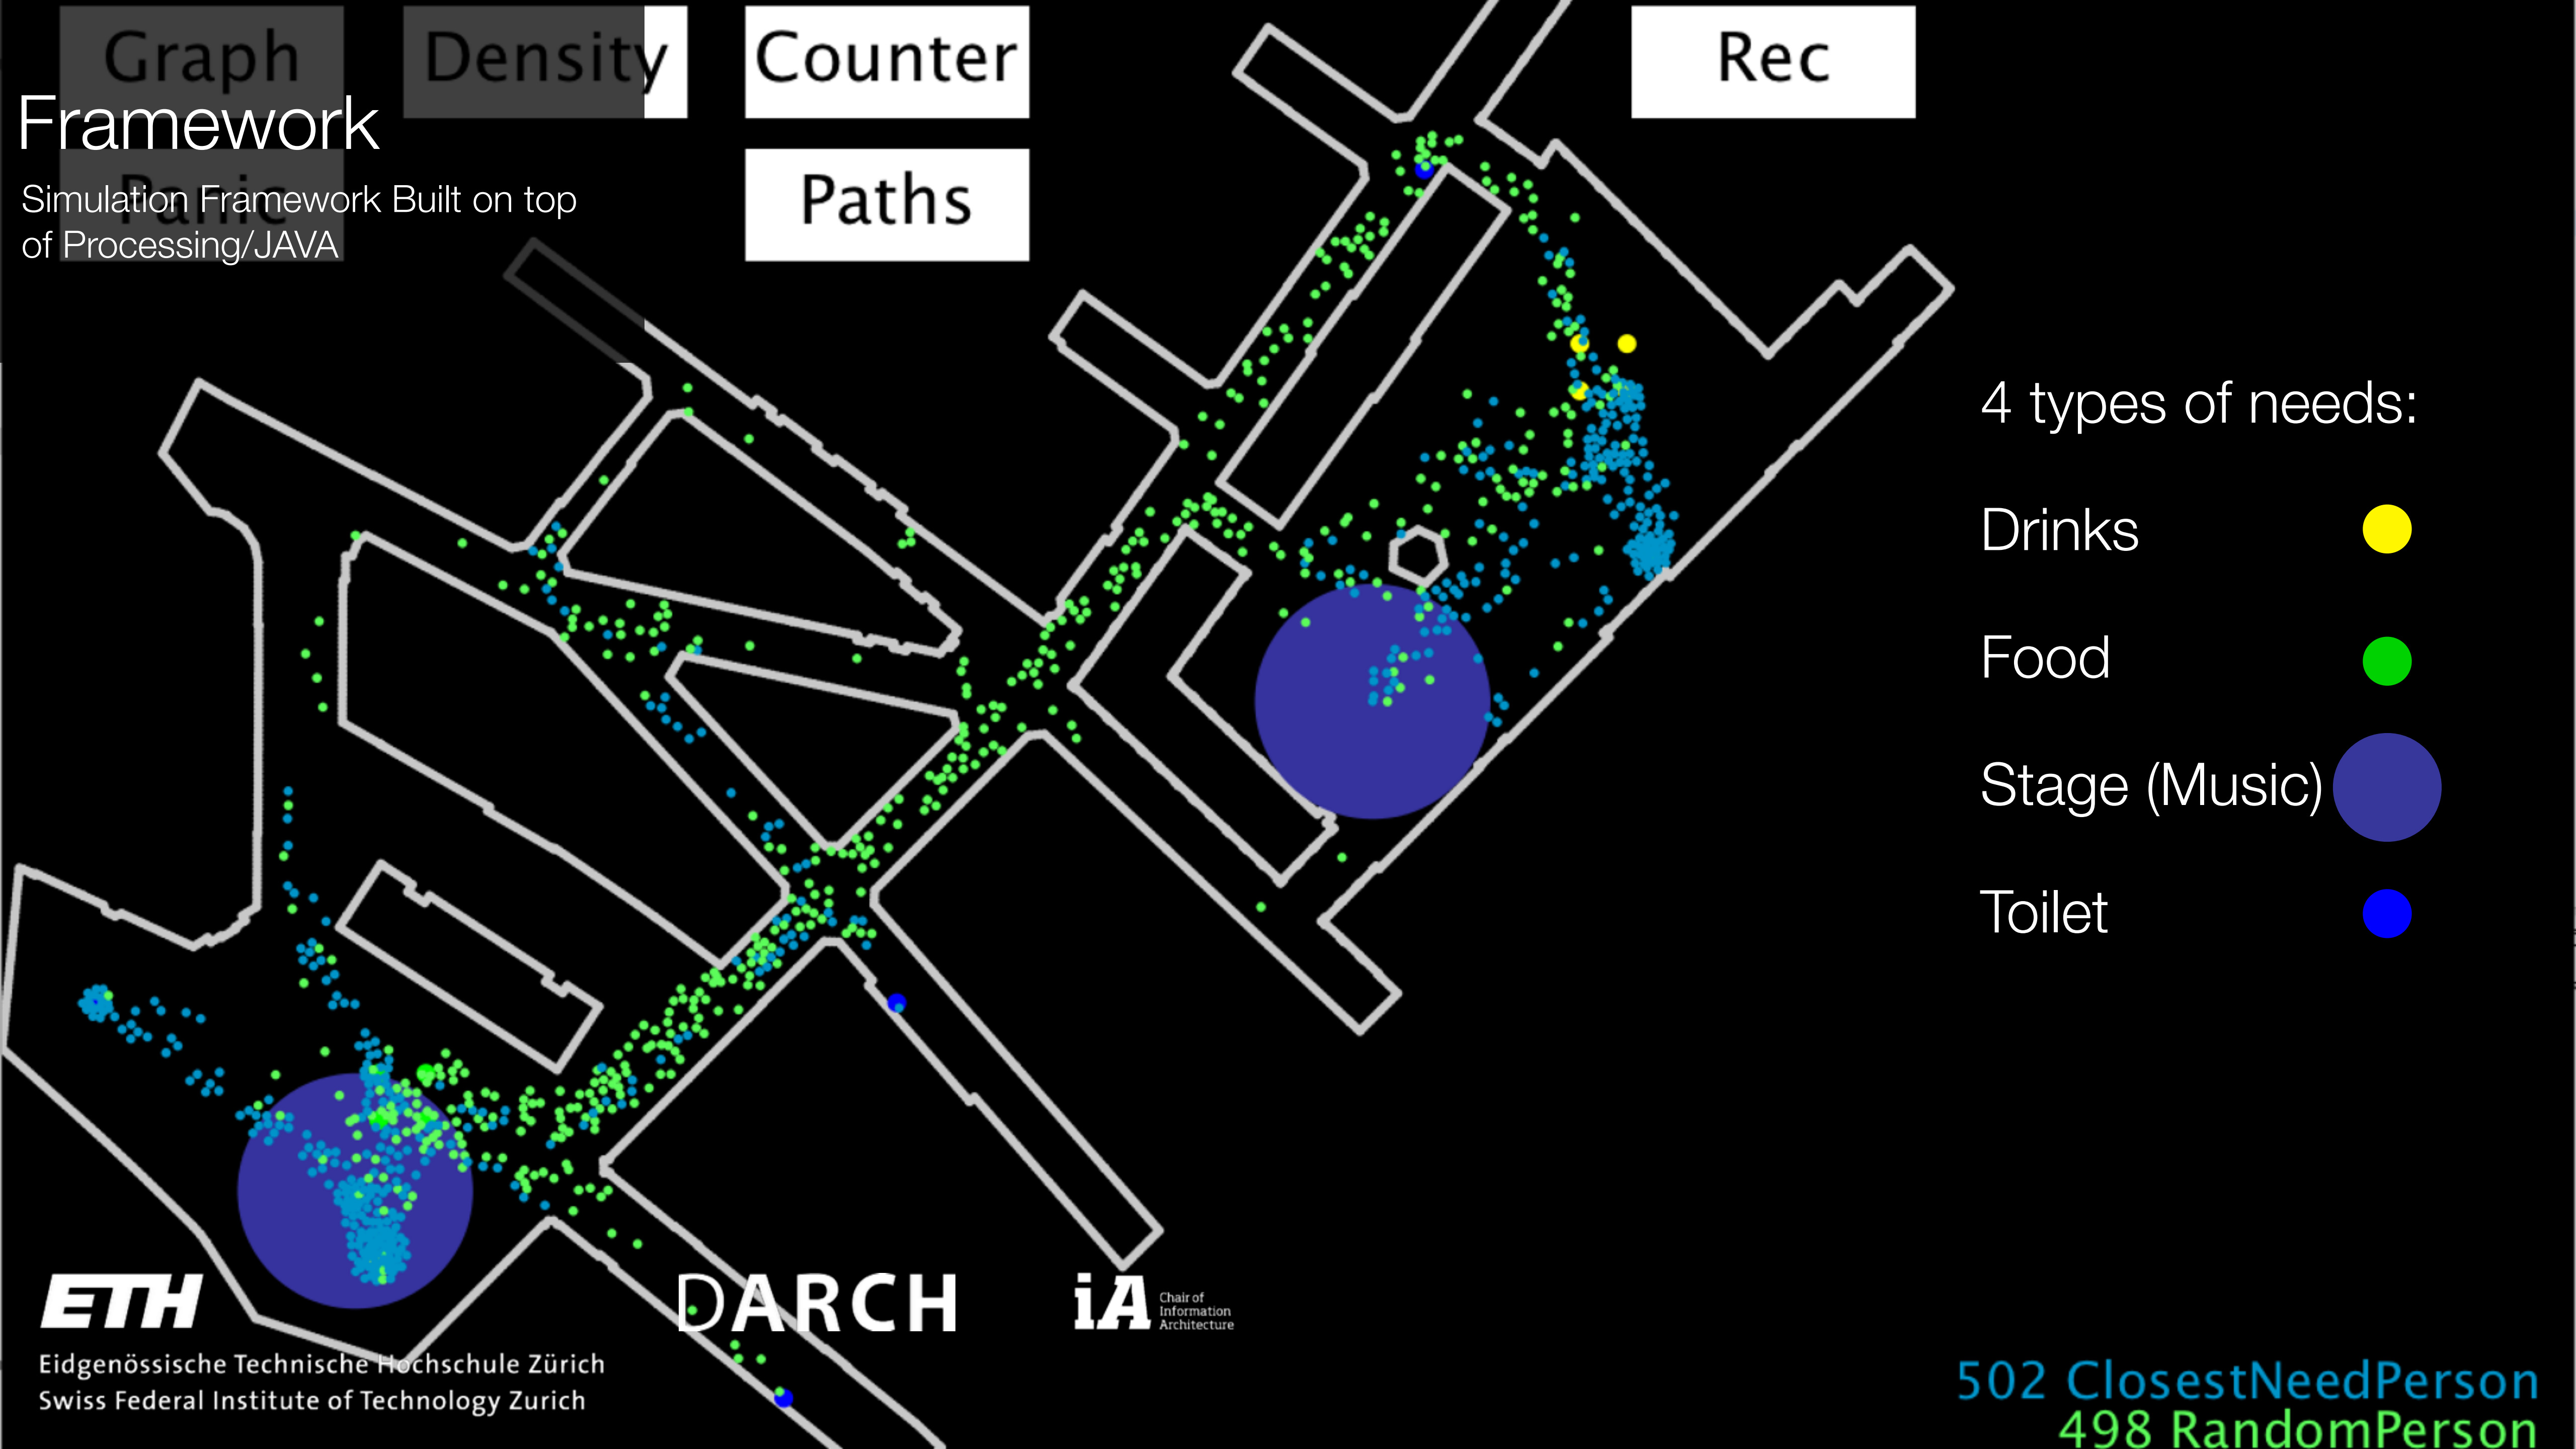 Graph
Density
Counter
Rec
Framework
Panic
Paths
Simulation Framework Built on top
of Processing/JAVA
4 types of needs:
Drinks
Food
Stage (Music)
Toilet
ETH
Eidgenössische Technische Hochschule Zürich
Swiss Federal Institute of Technology Zurich
DARCH
iA
Chair of
Information
Architecture
502 ClosestNeedPerson
498 RandomPerson